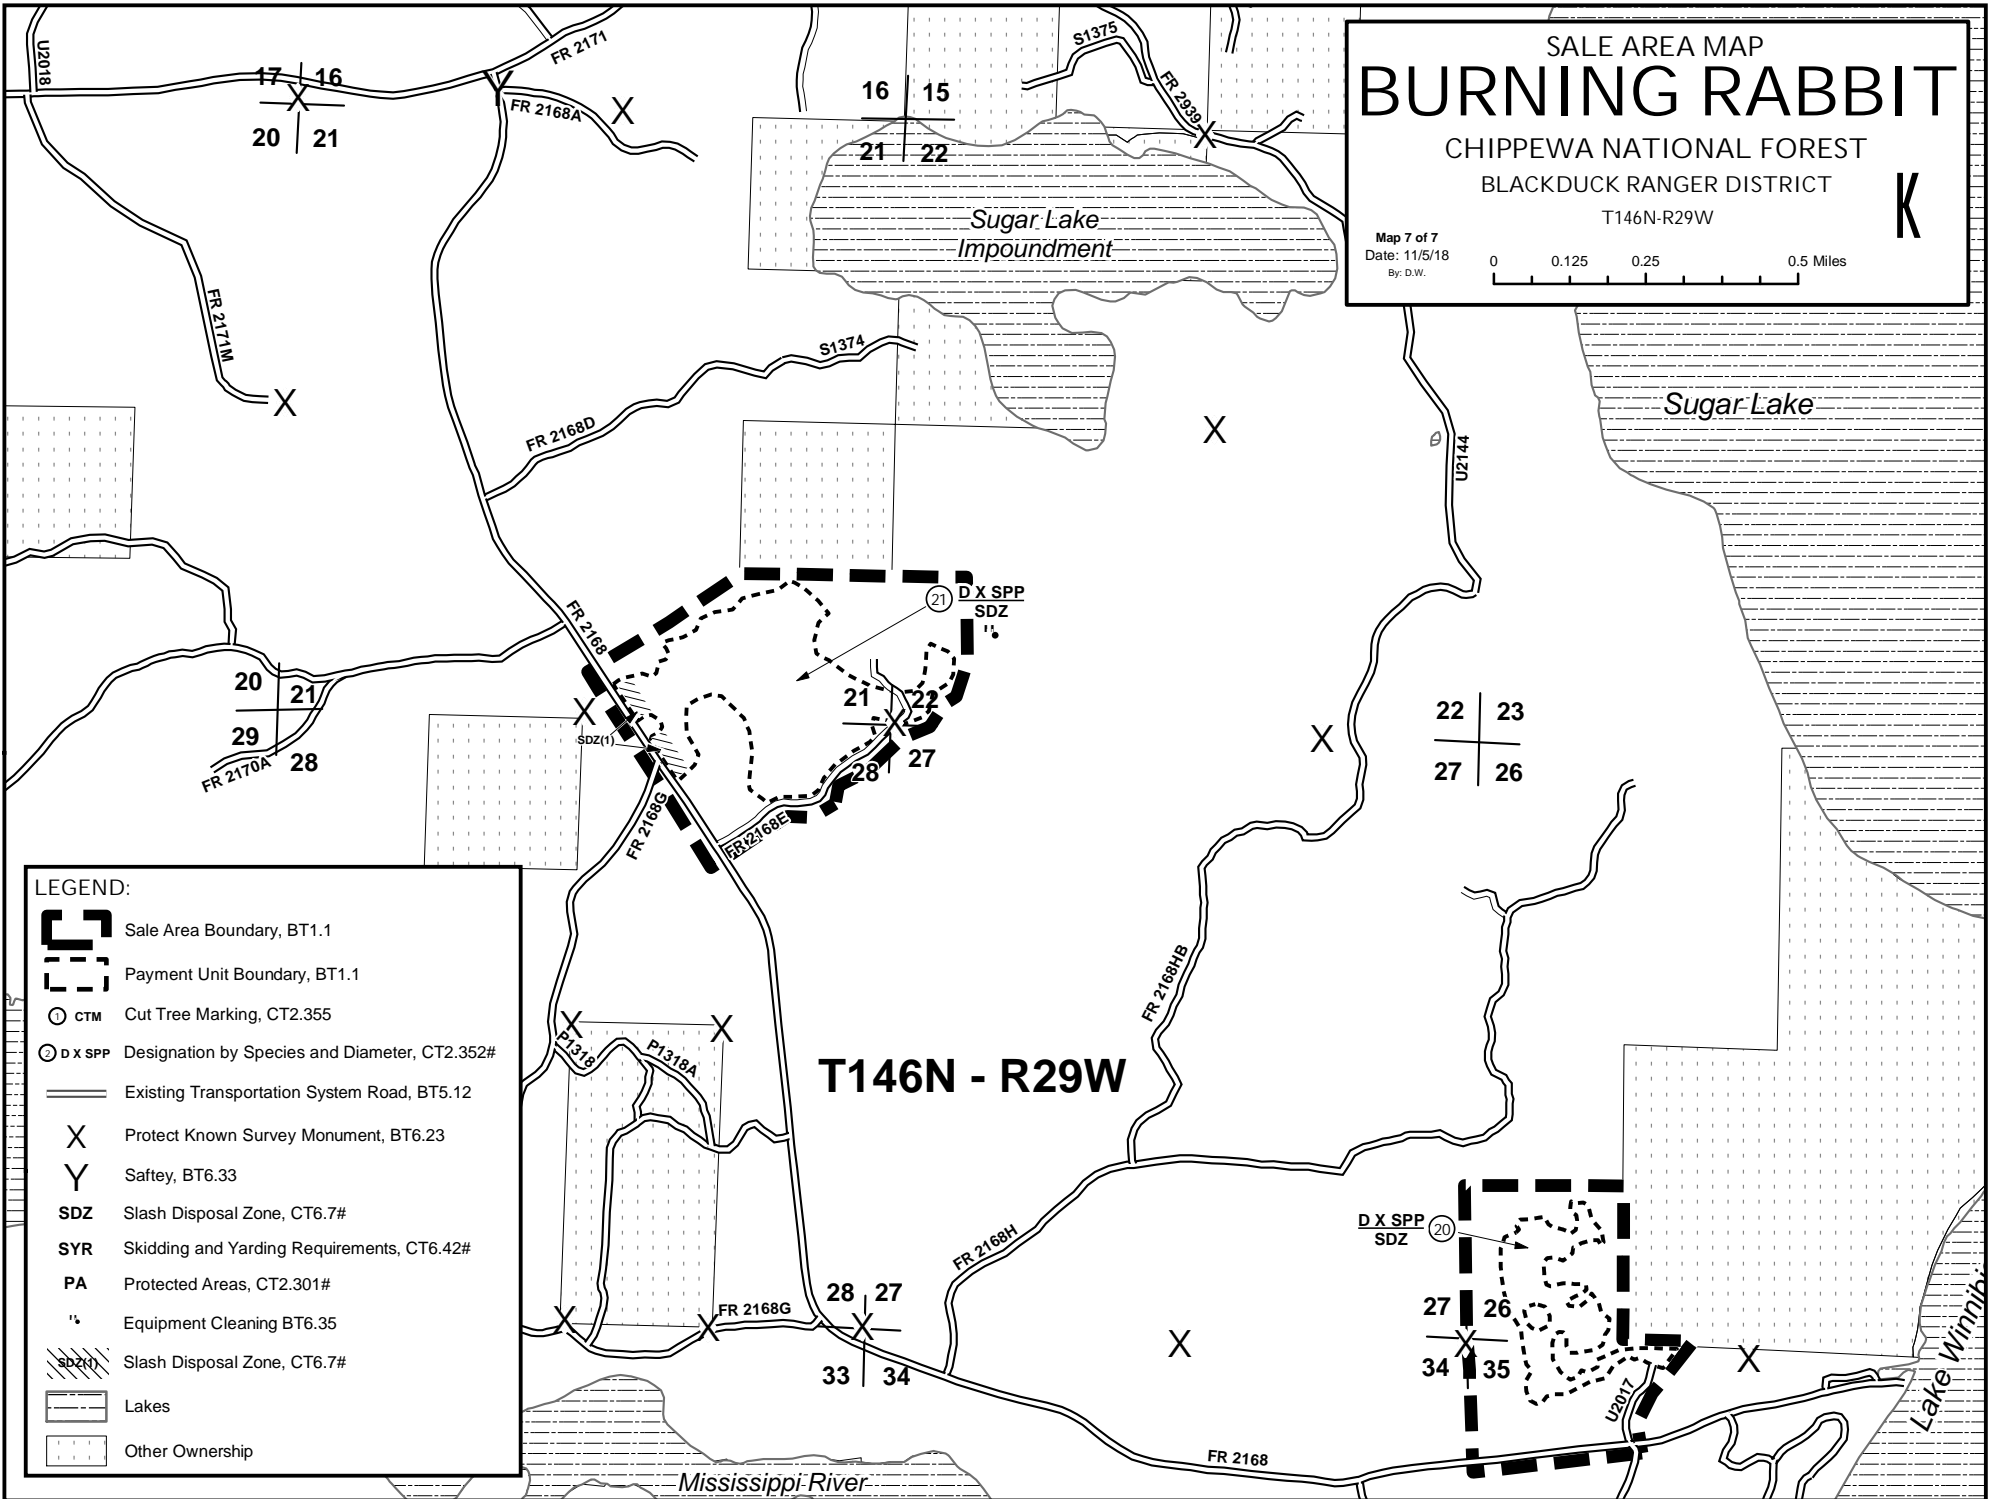 SALE AREA MAP
BURNING RABBIT
CHIPPEWA NATIONAL FOREST
BLACKDUCK RANGER DISTRICT
T146N-R29W
K
Map 7 of 7
Date: 11/5/18
By: D.W.
0 0.125 0.25 0.5 Miles
U2018
17 16
20 21
FR 2171
Y
FR 2168A
X
X
16 15
21 22
S1375
FR 2939
X
Sugar Lake
Impoundment
FR 2171M
X
S1374
FR 2168D
X
Sugar Lake
U2144
FR 2168
21 D X SPP
SDZ
20 21
29 28
FR 2170A
X
SDZ(1)
21 22
X
28 27
X
22 23
27 26
FR 2168G
FR 2168E
FR 2168HB
X
X
P1318
P1318A
T146N - R29W
FR 2168H
D X SPP 20
SDZ
X
X
FR 2168G
28 27
X
33 34
X
27 26
X
34 35
X
U2017
FR 2168
Mississippi River
Lake Winnibi
LEGEND:
Sale Area Boundary, BT1.1
Payment Unit Boundary, BT1.1
1 CTM Cut Tree Marking, CT2.355
2 D X SPP Designation by Species and Diameter, CT2.352#
Existing Transportation System Road, BT5.12
X Protect Known Survey Monument, BT6.23
Y Saftey, BT6.33
SDZ Slash Disposal Zone, CT6.7#
SYR Skidding and Yarding Requirements, CT6.42#
PA Protected Areas, CT2.301#
Equipment Cleaning BT6.35
SDZ(1) Slash Disposal Zone, CT6.7#
Lakes
Other Ownership